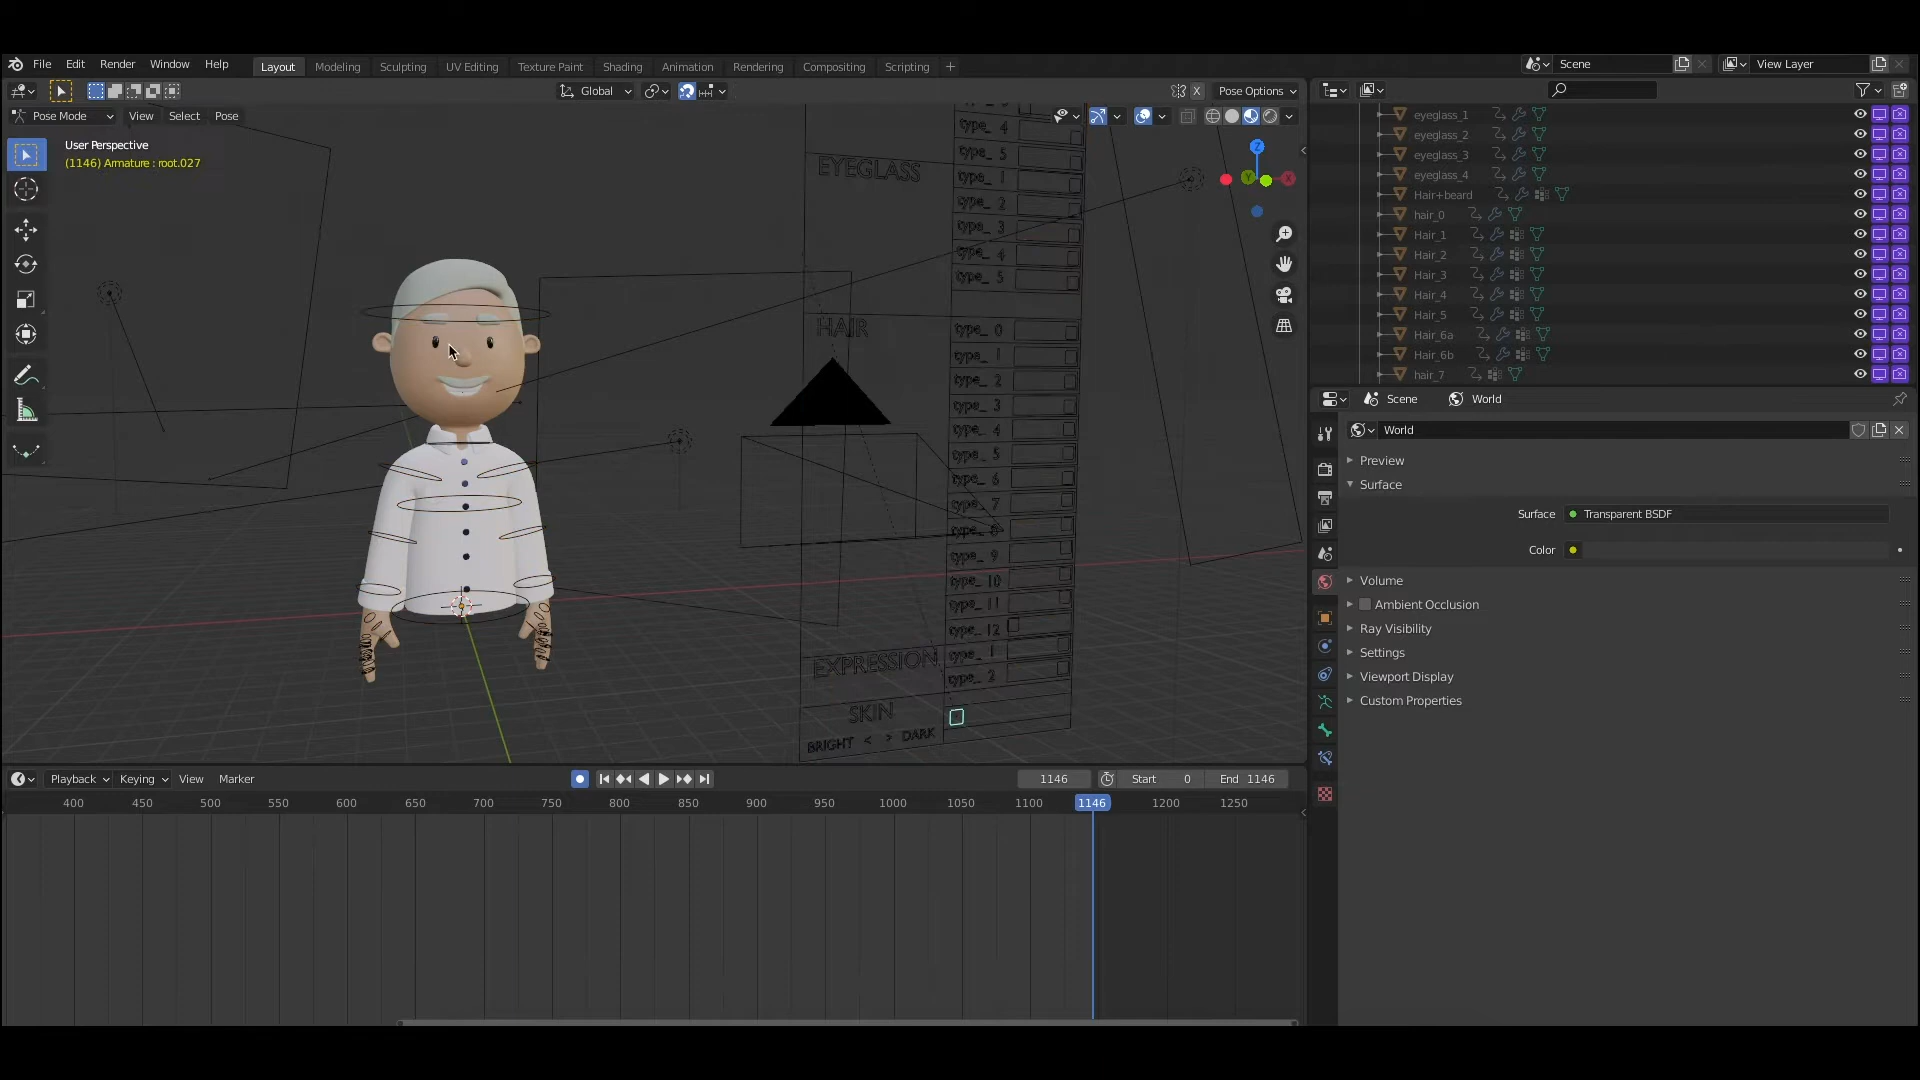 File Edit Render Window Help Layout Modeling Sculpting UV Editing Texture Paint Shading Animation Rendering Compositing Scripting + Scene View Layer
Global X Pose Options
Pose Mode View Select Pose
User Perspective
(1146) Armature : root.027
type_ 4
type_ 5
EYEGLASS
type_ 1
type_ 2
type_ 3
type_ 4
type_ 5
HAIR
type_ 0
type_ 1
type_ 2
type_ 3
type_ 4
type_ 5
type_ 6
type_ 7
type_ 8
type_ 9
type_ 10
type_ 11
type_ 12
EXPRESSION
type_ 1
type_ 2
SKIN
BRIGHT < > DARK
Z
Y
X
eyeglass_1
eyeglass_2
eyeglass_3
eyeglass_4
Hair+beard
hair_0
Hair_1
Hair_2
Hair_3
Hair_4
Hair_5
Hair_6a
Hair_6b
hair_7
Scene World
World
Preview
Surface
Surface Transparent BSDF
Color
Volume
Ambient Occlusion
Ray Visibility
Settings
Viewport Display
Custom Properties
Playback Keying View Marker 1146 Start 0 End 1146
400 450 500 550 600 650 700 750 800 850 900 950 1000 1050 1100 1146 1200 1250